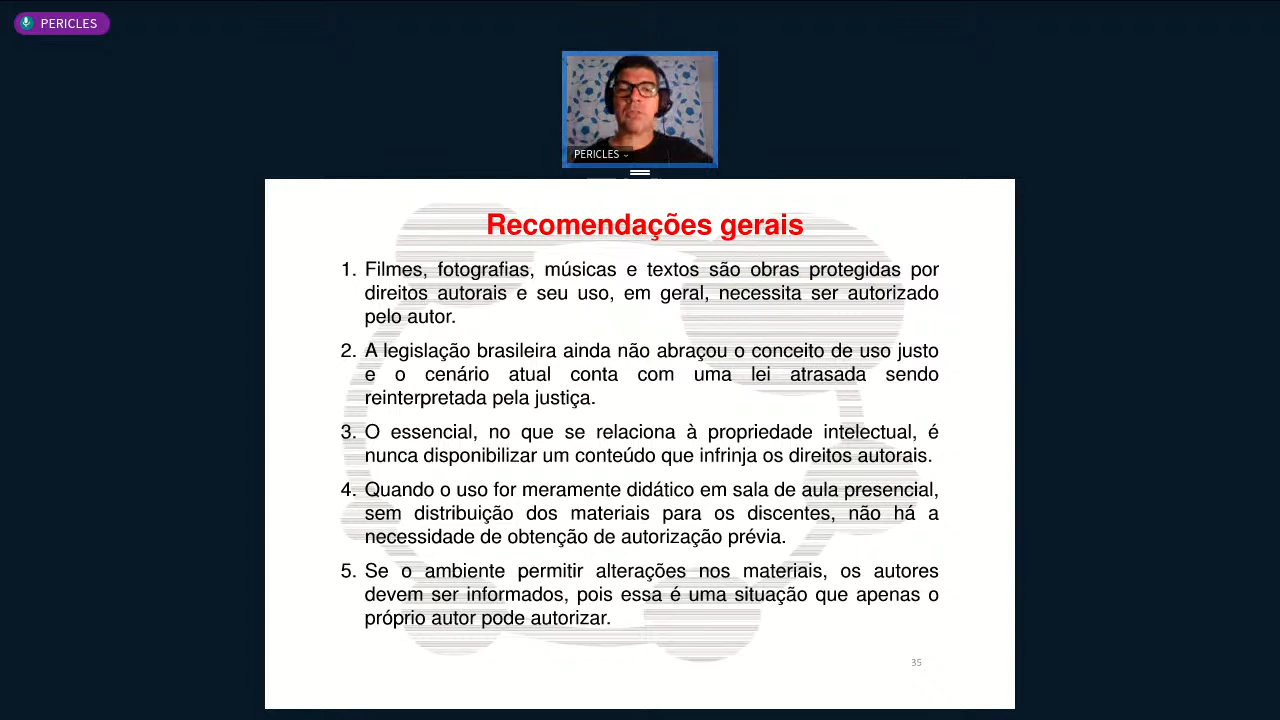 PERICLES
PERICLES
Recomendações gerais
1. Filmes, fotografias, músicas e textos são obras protegidas por
direitos autorais e seu uso, em geral, necessita ser autorizado
pelo autor.
2. A legislação brasileira ainda não abraçou o conceito de uso justo
e o cenário atual conta com uma lei atrasada sendo
reinterpretada pela justiça.
3. O essencial, no que se relaciona à propriedade intelectual, é
nunca disponibilizar um conteúdo que infrinja os direitos autorais.
4. Quando o uso for meramente didático em sala de aula presencial,
sem distribuição dos materiais para os discentes, não há a
necessidade de obtenção de autorização prévia.
5. Se o ambiente permitir alterações nos materiais, os autores
devem ser informados, pois essa é uma situação que apenas o
próprio autor pode autorizar.
35